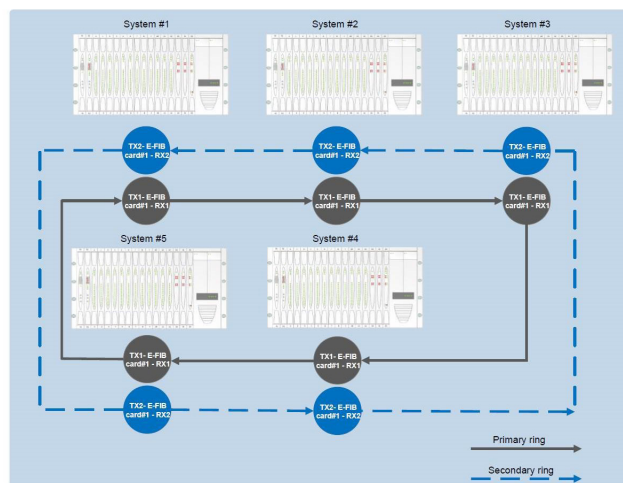 System #1
System #2
System #3
TX2- E-FIB
card#1 - RX2
TX2- E-FIB
card#1 - RX2
TX2- E-FIB
card#1 - RX2
TX1- E-FIB
card#1 - RX1
TX1- E-FIB
card#1 - RX1
TX1- E-FIB
card#1 - RX1
System #5
System #4
TX1- E-FIB
card#1 - RX1
TX1- E-FIB
card#1 - RX1
TX2- E-FIB
card#1 - RX2
TX2- E-FIB
card#1 - RX2
Primary ring
Secondary ring